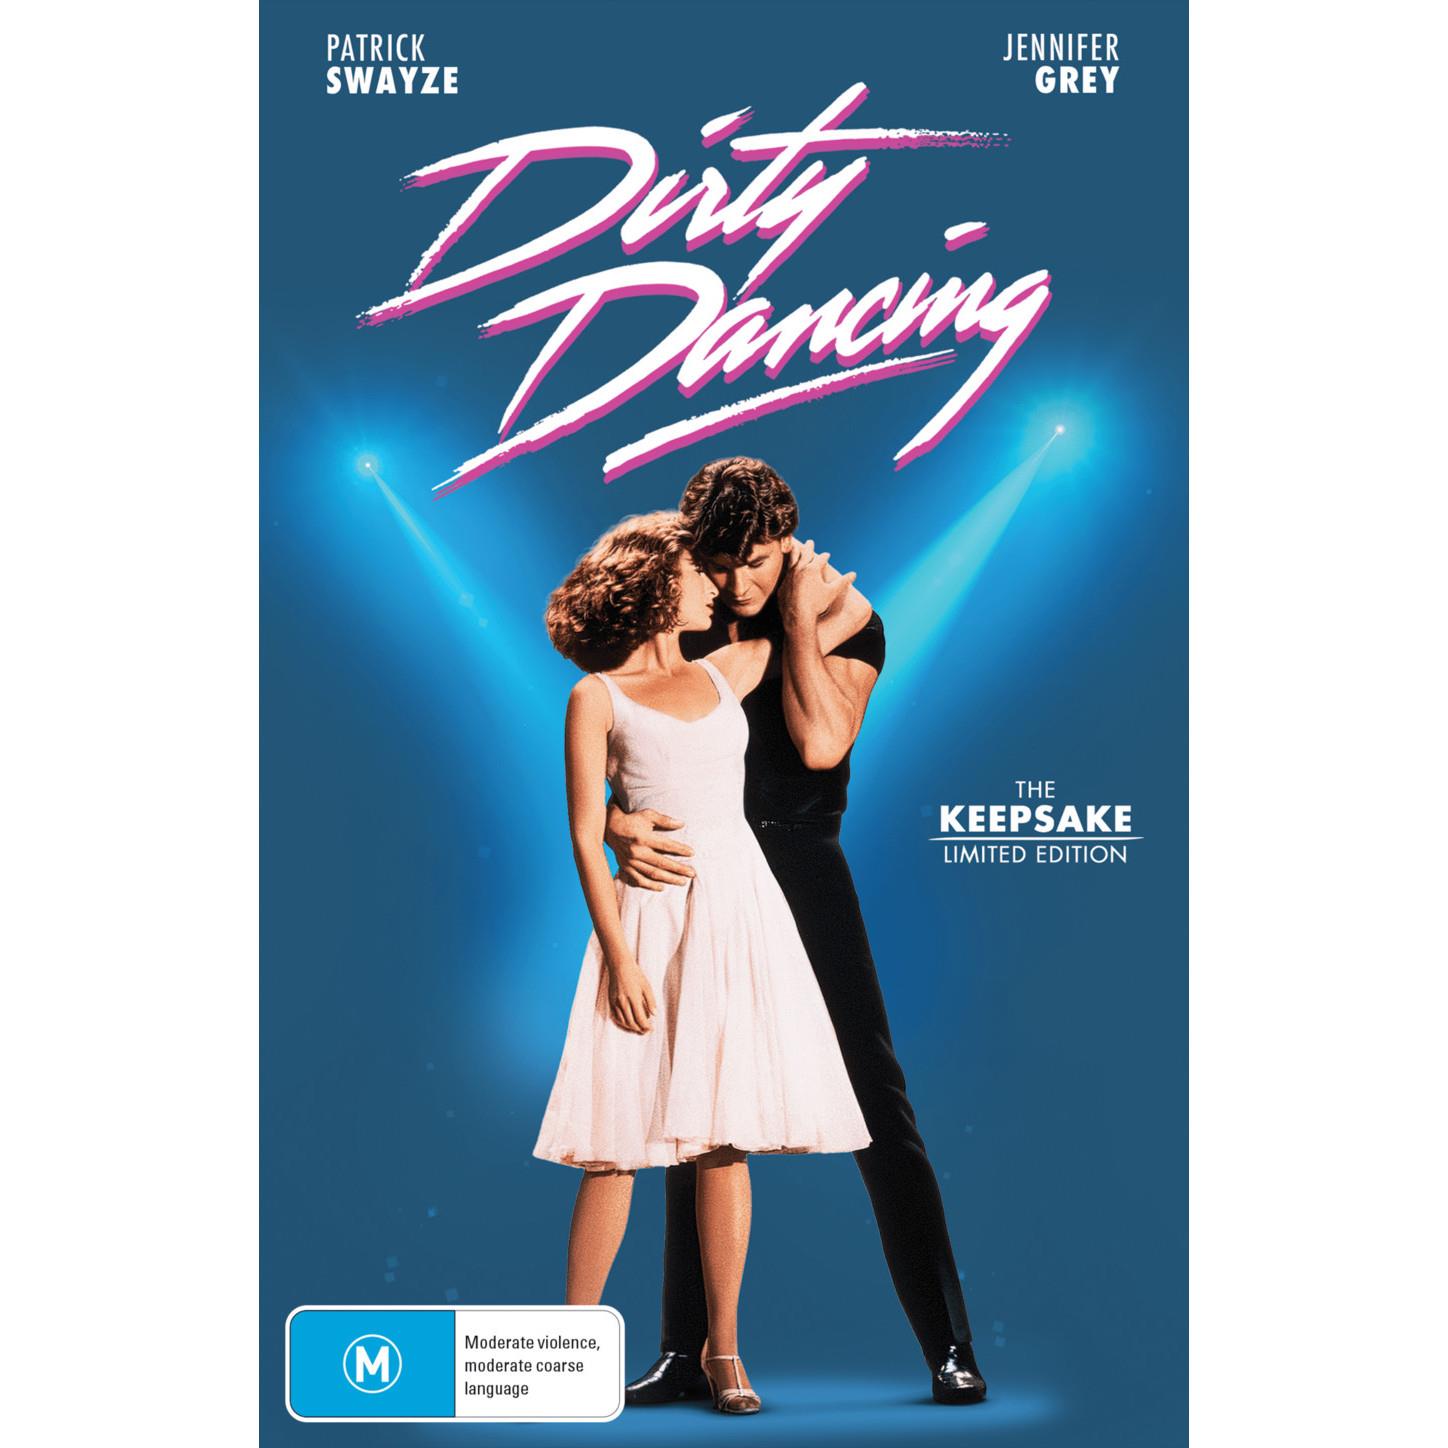 PATRICK
SWAYZE
JENNIFER
GREY
Dirty
Dancing
THE
KEEPSAKE
LIMITED EDITION
M
Moderate violence,
moderate coarse
language